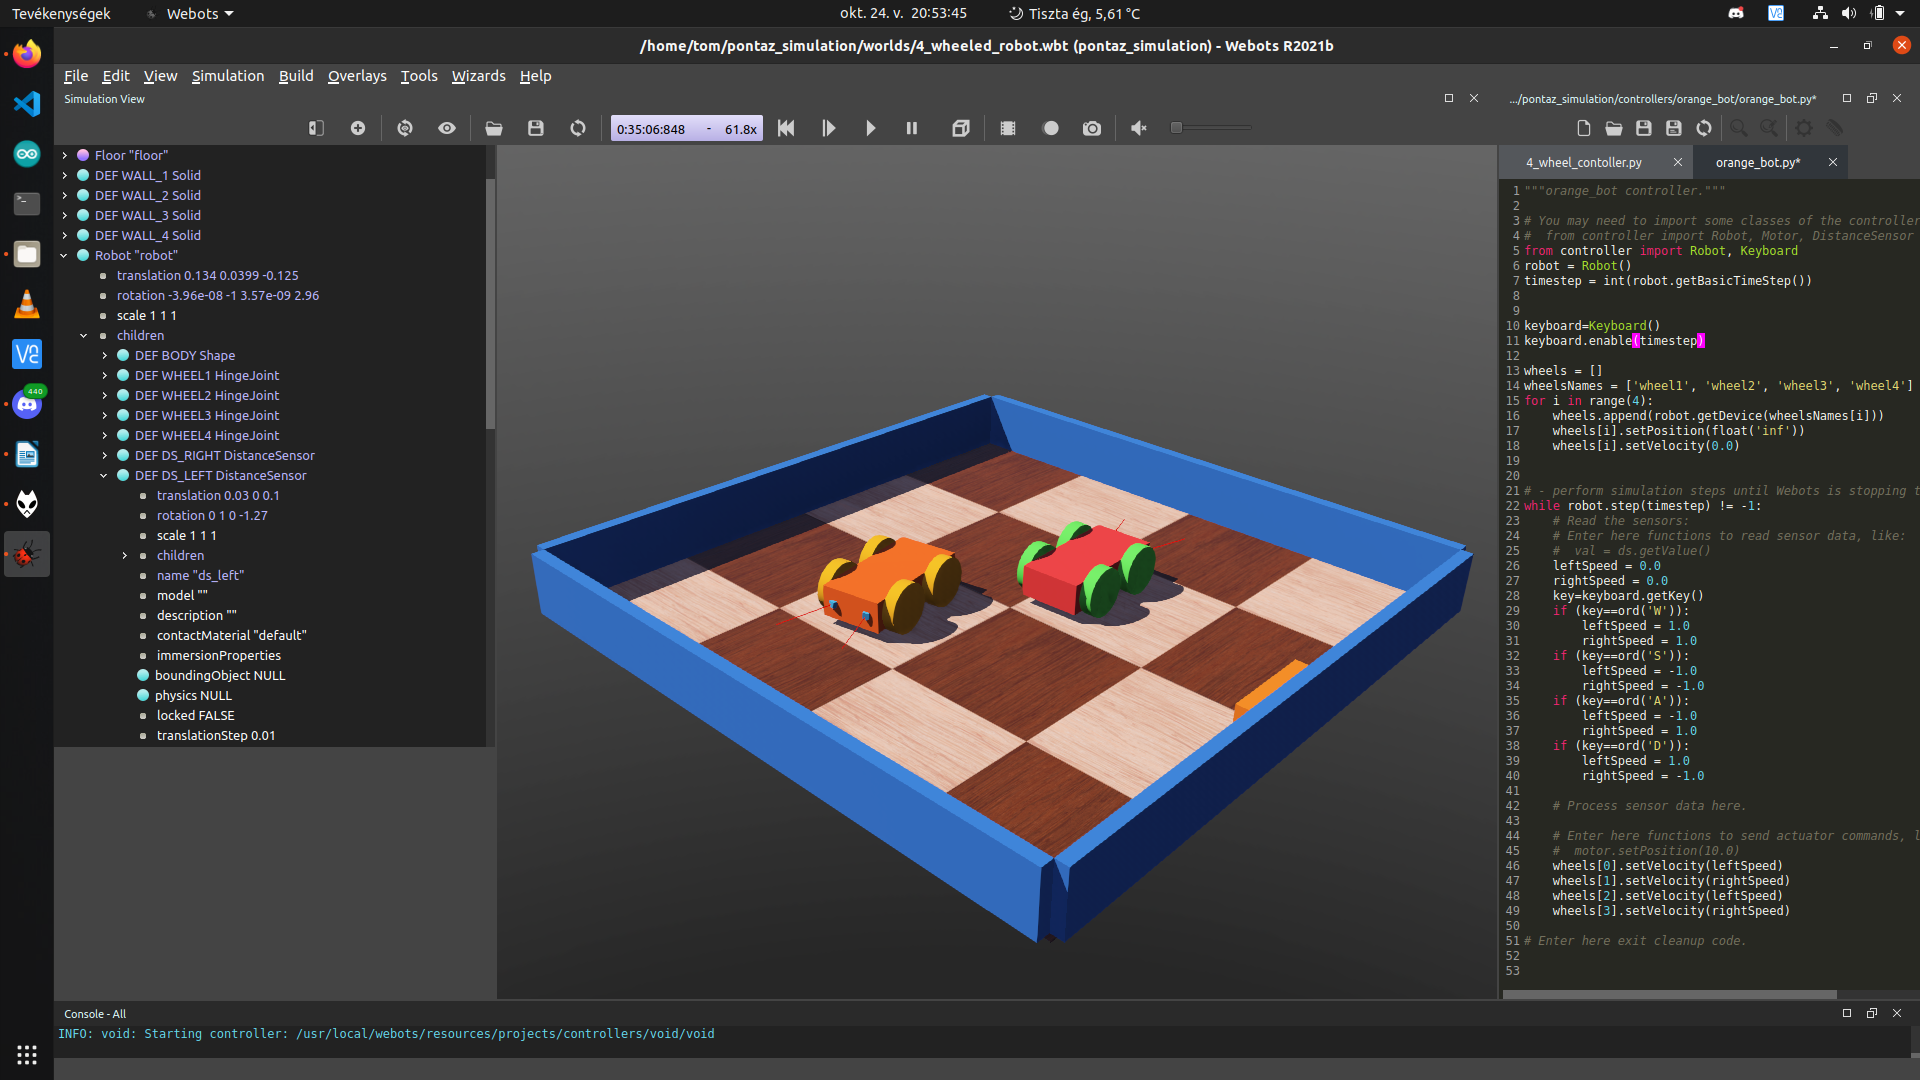 Tevékenységek
Webots
okt. 24. v. 20:53:45
Tiszta ég, 5,61 °C
/home/tom/pontaz_simulation/worlds/4_wheeled_robot.wbt (pontaz_simulation) - Webots R2021b
File Edit View Simulation Build Overlays Tools Wizards Help
Simulation View
0:35:06:848 - 61.8x
Floor "floor"
DEF WALL_1 Solid
DEF WALL_2 Solid
DEF WALL_3 Solid
DEF WALL_4 Solid
Robot "robot"
translation 0.134 0.0399 -0.125
rotation -3.96e-08 -1 3.57e-09 2.96
scale 1 1 1
children
DEF BODY Shape
DEF WHEEL1 HingeJoint
DEF WHEEL2 HingeJoint
DEF WHEEL3 HingeJoint
DEF WHEEL4 HingeJoint
DEF DS_RIGHT DistanceSensor
DEF DS_LEFT DistanceSensor
translation 0.03 0 0.1
rotation 0 1 0 -1.27
scale 1 1 1
children
name "ds_left"
model ""
description ""
contactMaterial "default"
immersionProperties
boundingObject NULL
physics NULL
locked FALSE
translationStep 0.01
440
.../pontaz_simulation/controllers/orange_bot/orange_bot.py*
4_wheel_contoller.py
orange_bot.py*
1 """orange_bot controller."""
2
3 # You may need to import some classes of the controller
4 #  from controller import Robot, Motor, DistanceSensor
5 from controller import Robot, Keyboard
6 robot = Robot()
7 timestep = int(robot.getBasicTimeStep())
8
9
10 keyboard=Keyboard()
11 keyboard.enable(timestep)
12
13 wheels = []
14 wheelsNames = ['wheel1', 'wheel2', 'wheel3', 'wheel4']
15 for i in range(4):
16     wheels.append(robot.getDevice(wheelsNames[i]))
17     wheels[i].setPosition(float('inf'))
18     wheels[i].setVelocity(0.0)
19
20
21 # - perform simulation steps until Webots is stopping t
22 while robot.step(timestep) != -1:
23     # Read the sensors:
24     # Enter here functions to read sensor data, like:
25     #  val = ds.getValue()
26     leftSpeed = 0.0
27     rightSpeed = 0.0
28     key=keyboard.getKey()
29     if (key==ord('W')):
30         leftSpeed = 1.0
31         rightSpeed = 1.0
32     if (key==ord('S')):
33         leftSpeed = -1.0
34         rightSpeed = -1.0
35     if (key==ord('A')):
36         leftSpeed = -1.0
37         rightSpeed = 1.0
38     if (key==ord('D')):
39         leftSpeed = 1.0
40         rightSpeed = -1.0
41
42     # Process sensor data here.
43
44     # Enter here functions to send actuator commands, l
45     #  motor.setPosition(10.0)
46     wheels[0].setVelocity(leftSpeed)
47     wheels[1].setVelocity(rightSpeed)
48     wheels[2].setVelocity(leftSpeed)
49     wheels[3].setVelocity(rightSpeed)
50
51 # Enter here exit cleanup code.
52
53
Console - All
INFO: void: Starting controller: /usr/local/webots/resources/projects/controllers/void/void